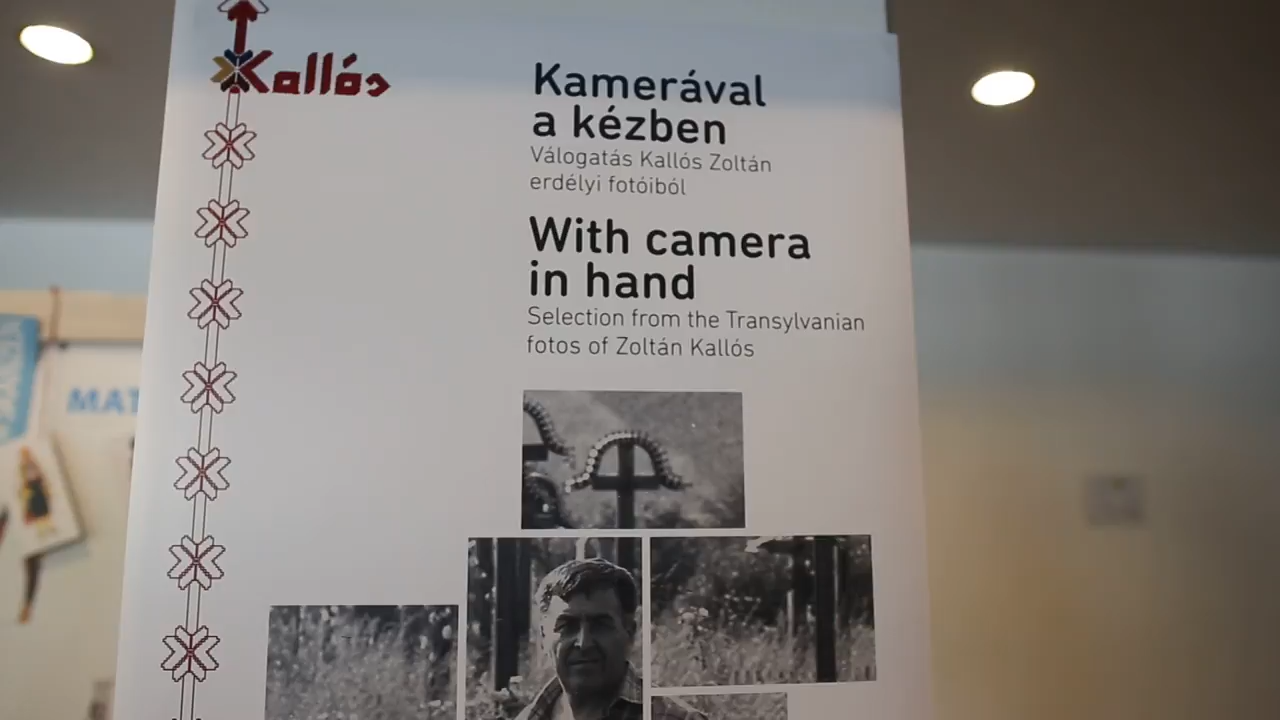 Kallós
Kamerával
a kézben
Válogatás Kallós Zoltán
erdélyi fotóiból
With camera
in hand
Selection from the Transylvanian
fotos of Zoltán Kallós
MAT